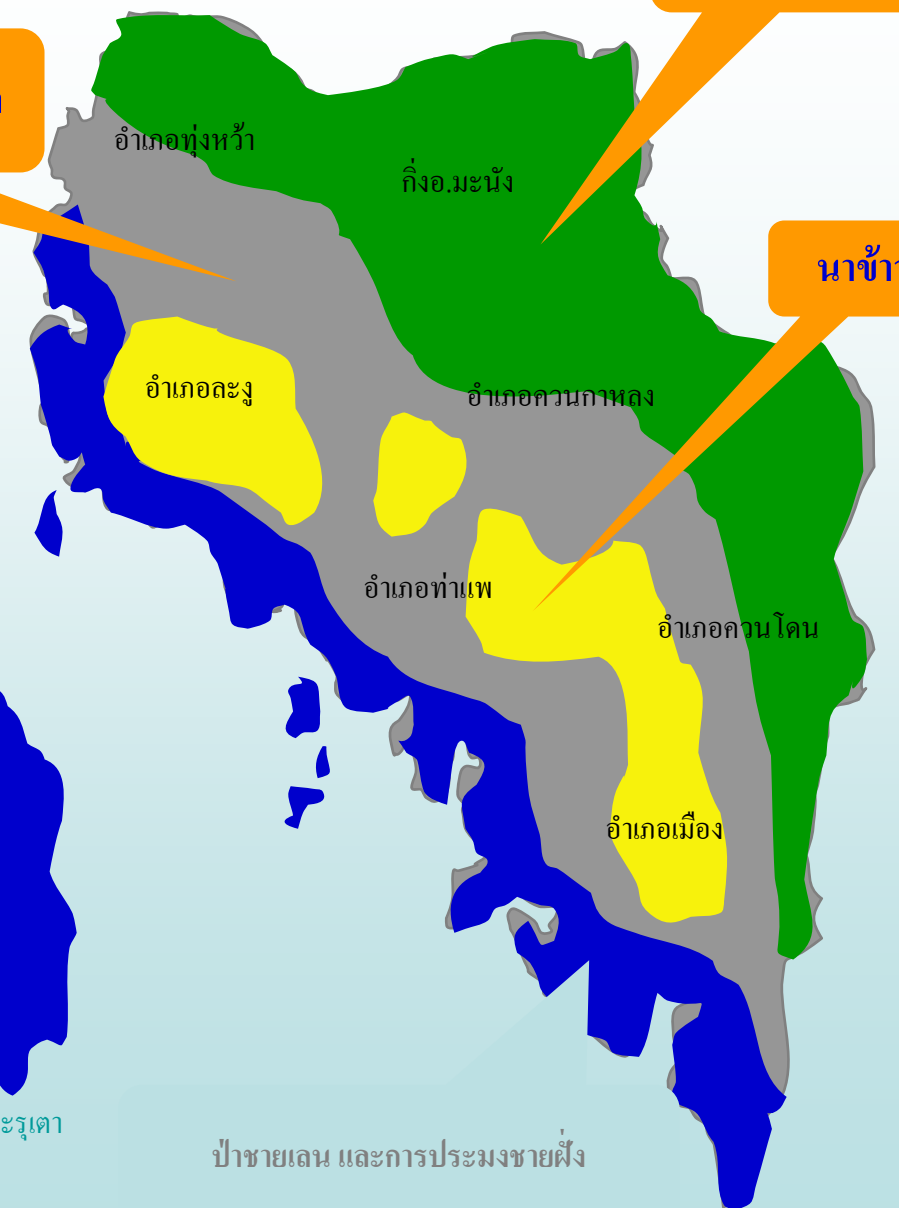 อำเภอทุ่งหว้า
กิ่งอ.มะนัง
นาข้าว
อำเภอละงู
อำเภอควนกาหลง
อำเภอท่าแพ
อำเภอควนโดน
อำเภอเมือง
ะรุเตา
ป่าชายเลน และการประมงชายฝั่ง